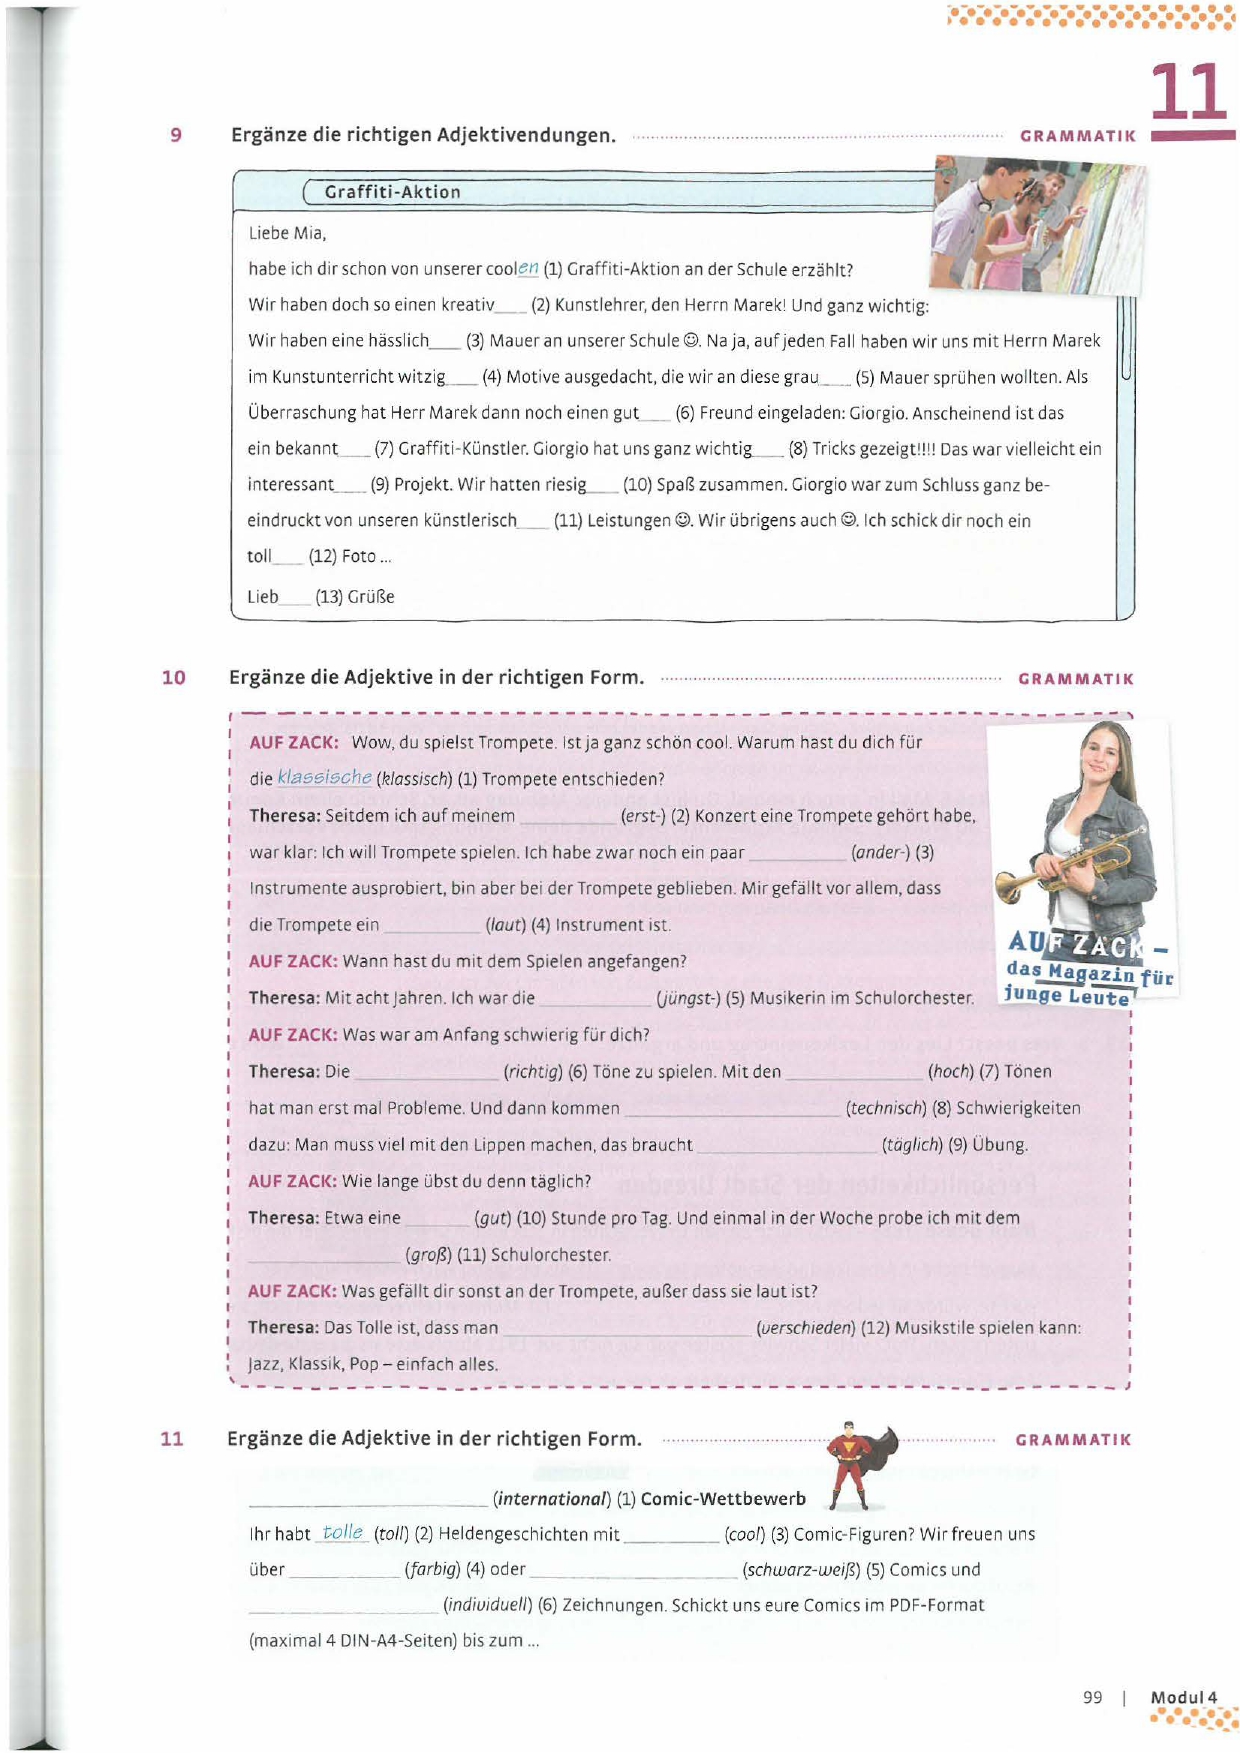 11
9 Ergänze die richtigen Adjektivendungen. GRAMMATIK
Graffiti-Aktion
Liebe Mia,
habe ich dir schon von unserer coolen (1) Graffiti-Aktion an der Schule erzählt?
Wir haben doch so einen kreativ___ (2) Kunstlehrer, den Herrn Marek! Und ganz wichtig:
Wir haben eine hässlich___ (3) Mauer an unserer Schule ☺. Na ja, auf jeden Fall haben wir uns mit Herrn Marek
im Kunstunterricht witzig___ (4) Motive ausgedacht, die wir an diese grau___ (5) Mauer sprühen wollten. Als
Überraschung hat Herr Marek dann noch einen gut___ (6) Freund eingeladen: Giorgio. Anscheinend ist das
ein bekannt___ (7) Graffiti-Künstler. Giorgio hat uns ganz wichtig___ (8) Tricks gezeigt!!!! Das war vielleicht ein
interessant___ (9) Projekt. Wir hatten riesig___ (10) Spaß zusammen. Giorgio war zum Schluss ganz be-
eindruckt von unseren künstlerisch___ (11) Leistungen ☺. Wir übrigens auch ☺. Ich schick dir noch ein
toll___ (12) Foto ...
Lieb___ (13) Grüße
10 Ergänze die Adjektive in der richtigen Form. GRAMMATIK
AUF ZACK: Wow, du spielst Trompete. Ist ja ganz schön cool. Warum hast du dich für
die klassische (klassisch) (1) Trompete entschieden?
Theresa: Seitdem ich auf meinem _________ (erst-) (2) Konzert eine Trompete gehört habe,
war klar: Ich will Trompete spielen. Ich habe zwar noch ein paar _________ (ander-) (3)
Instrumente ausprobiert, bin aber bei der Trompete geblieben. Mir gefällt vor allem, dass
die Trompete ein _________ (laut) (4) Instrument ist.
AUF ZACK: Wann hast du mit dem Spielen angefangen?
Theresa: Mit acht Jahren. Ich war die __________ (jüngst-) (5) Musikerin im Schulorchester.
AUF ZACK: Was war am Anfang schwierig für dich?
Theresa: Die _____________ (richtig) (6) Töne zu spielen. Mit den _____________ (hoch) (7) Tönen
hat man erst mal Probleme. Und dann kommen ____________________ (technisch) (8) Schwierigkeiten
dazu: Man muss viel mit den Lippen machen, das braucht _________________ (täglich) (9) Übung.
AUF ZACK: Wie lange übst du denn täglich?
Theresa: Etwa eine ______ (gut) (10) Stunde pro Tag. Und einmal in der Woche probe ich mit dem
______________ (groß) (11) Schulorchester.
AUF ZACK: Was gefällt dir sonst an der Trompete, außer dass sie laut ist?
Theresa: Das Tolle ist, dass man _______________________ (verschieden) (12) Musikstile spielen kann:
Jazz, Klassik, Pop – einfach alles.
AUF ZACK –
das Magazin für
junge Leute
11 Ergänze die Adjektive in der richtigen Form. GRAMMATIK
______________________ (international) (1) Comic-Wettbewerb
Ihr habt tolle (toll) (2) Heldengeschichten mit _________ (cool) (3) Comic-Figuren? Wir freuen uns
über __________ (farbig) (4) oder ____________________ (schwarz-weiß) (5) Comics und
__________________ (individuell) (6) Zeichnungen. Schickt uns eure Comics im PDF-Format
(maximal 4 DIN-A4-Seiten) bis zum ...
99 | Modul 4